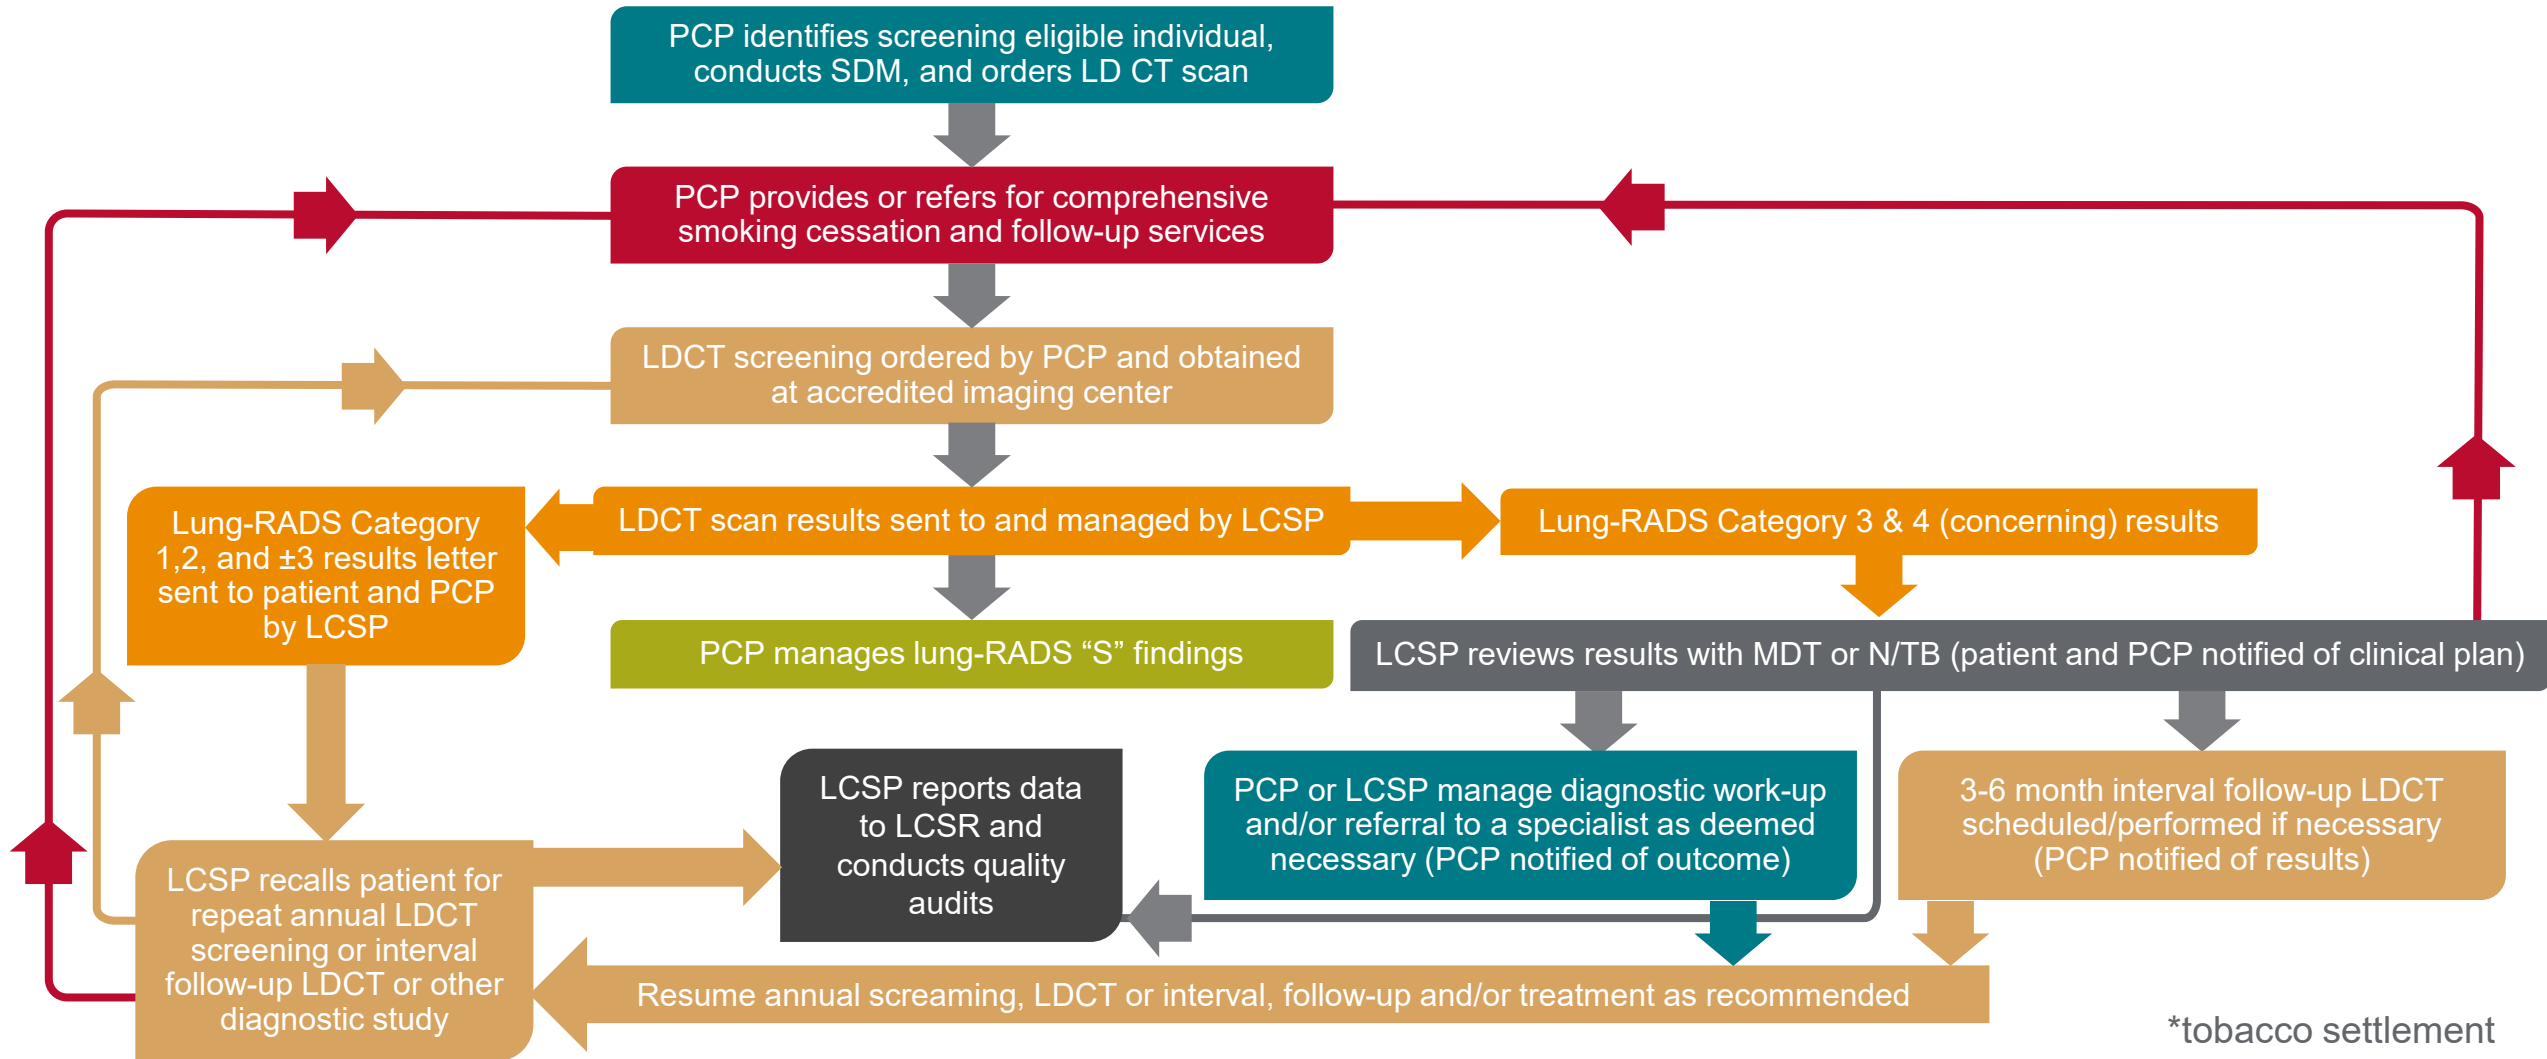 PCP identifies screening eligible individual,
conducts SDM, and orders LD CT scan
PCP provides or refers for comprehensive
smoking cessation and follow-up services
LDCT screening ordered by PCP and obtained
at accredited imaging center
Lung-RADS Category
1,2, and ±3 results letter
sent to patient and PCP
by LCSP
LDCT scan results sent to and managed by LCSP
Lung-RADS Category 3 & 4 (concerning) results
PCP manages lung-RADS “S” findings
LCSP reviews results with MDT or N/TB (patient and PCP notified of clinical plan)
LCSP reports data
to LCSR and
conducts quality
audits
PCP or LCSP manage diagnostic work-up
and/or referral to a specialist as deemed
necessary (PCP notified of outcome)
3-6 month interval follow-up LDCT
scheduled/performed if necessary
(PCP notified of results)
LCSP recalls patient for
repeat annual LDCT
screening or interval
follow-up LDCT or other
diagnostic study
Resume annual screaming, LDCT or interval, follow-up and/or treatment as recommended
*tobacco settlement